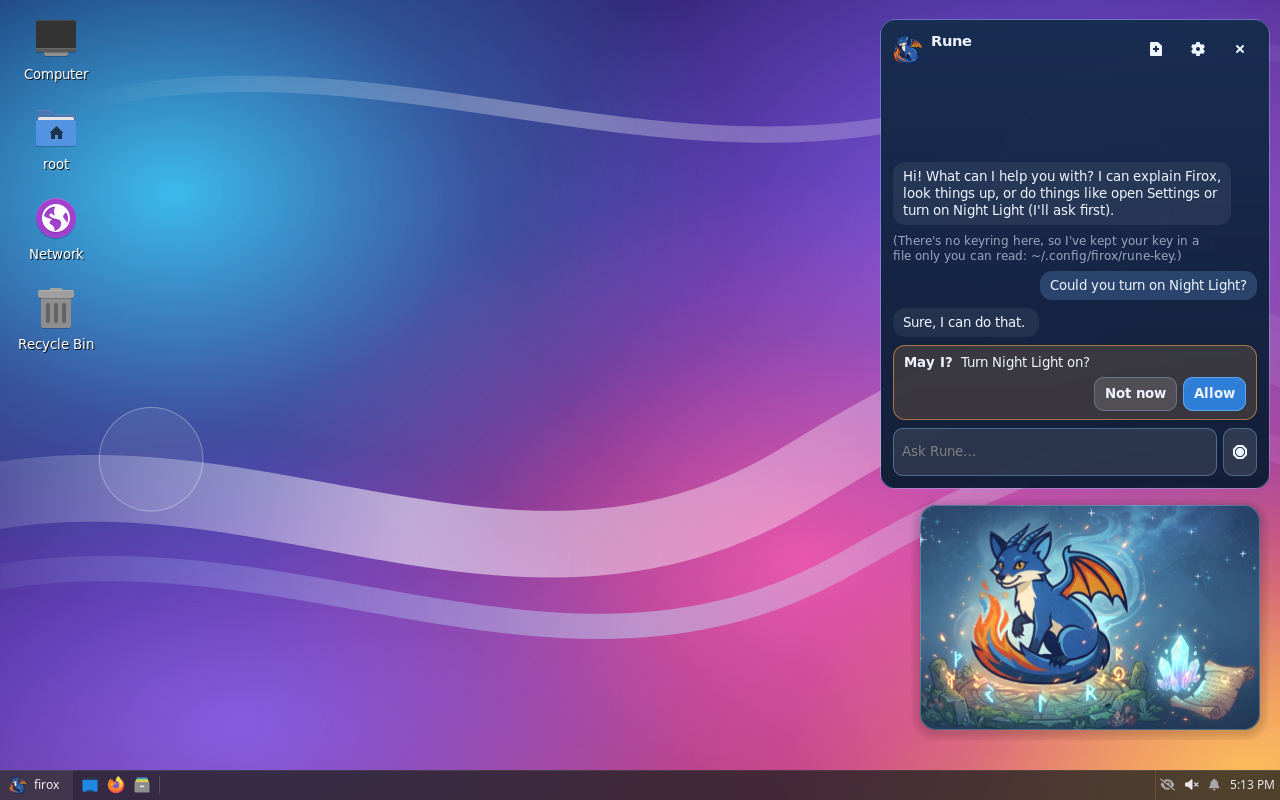 Computer
root
Network
Recycle Bin
Rune
Hi! What can I help you with? I can explain Firox,
look things up, or do things like open Settings or
turn on Night Light (I'll ask first).
(There's no keyring here, so I've kept your key in a
file only you can read: ~/.config/firox/rune-key.)
Could you turn on Night Light?
Sure, I can do that.
May I? Turn Night Light on?
Not now
Allow
Ask Rune...
firox
5:13 PM